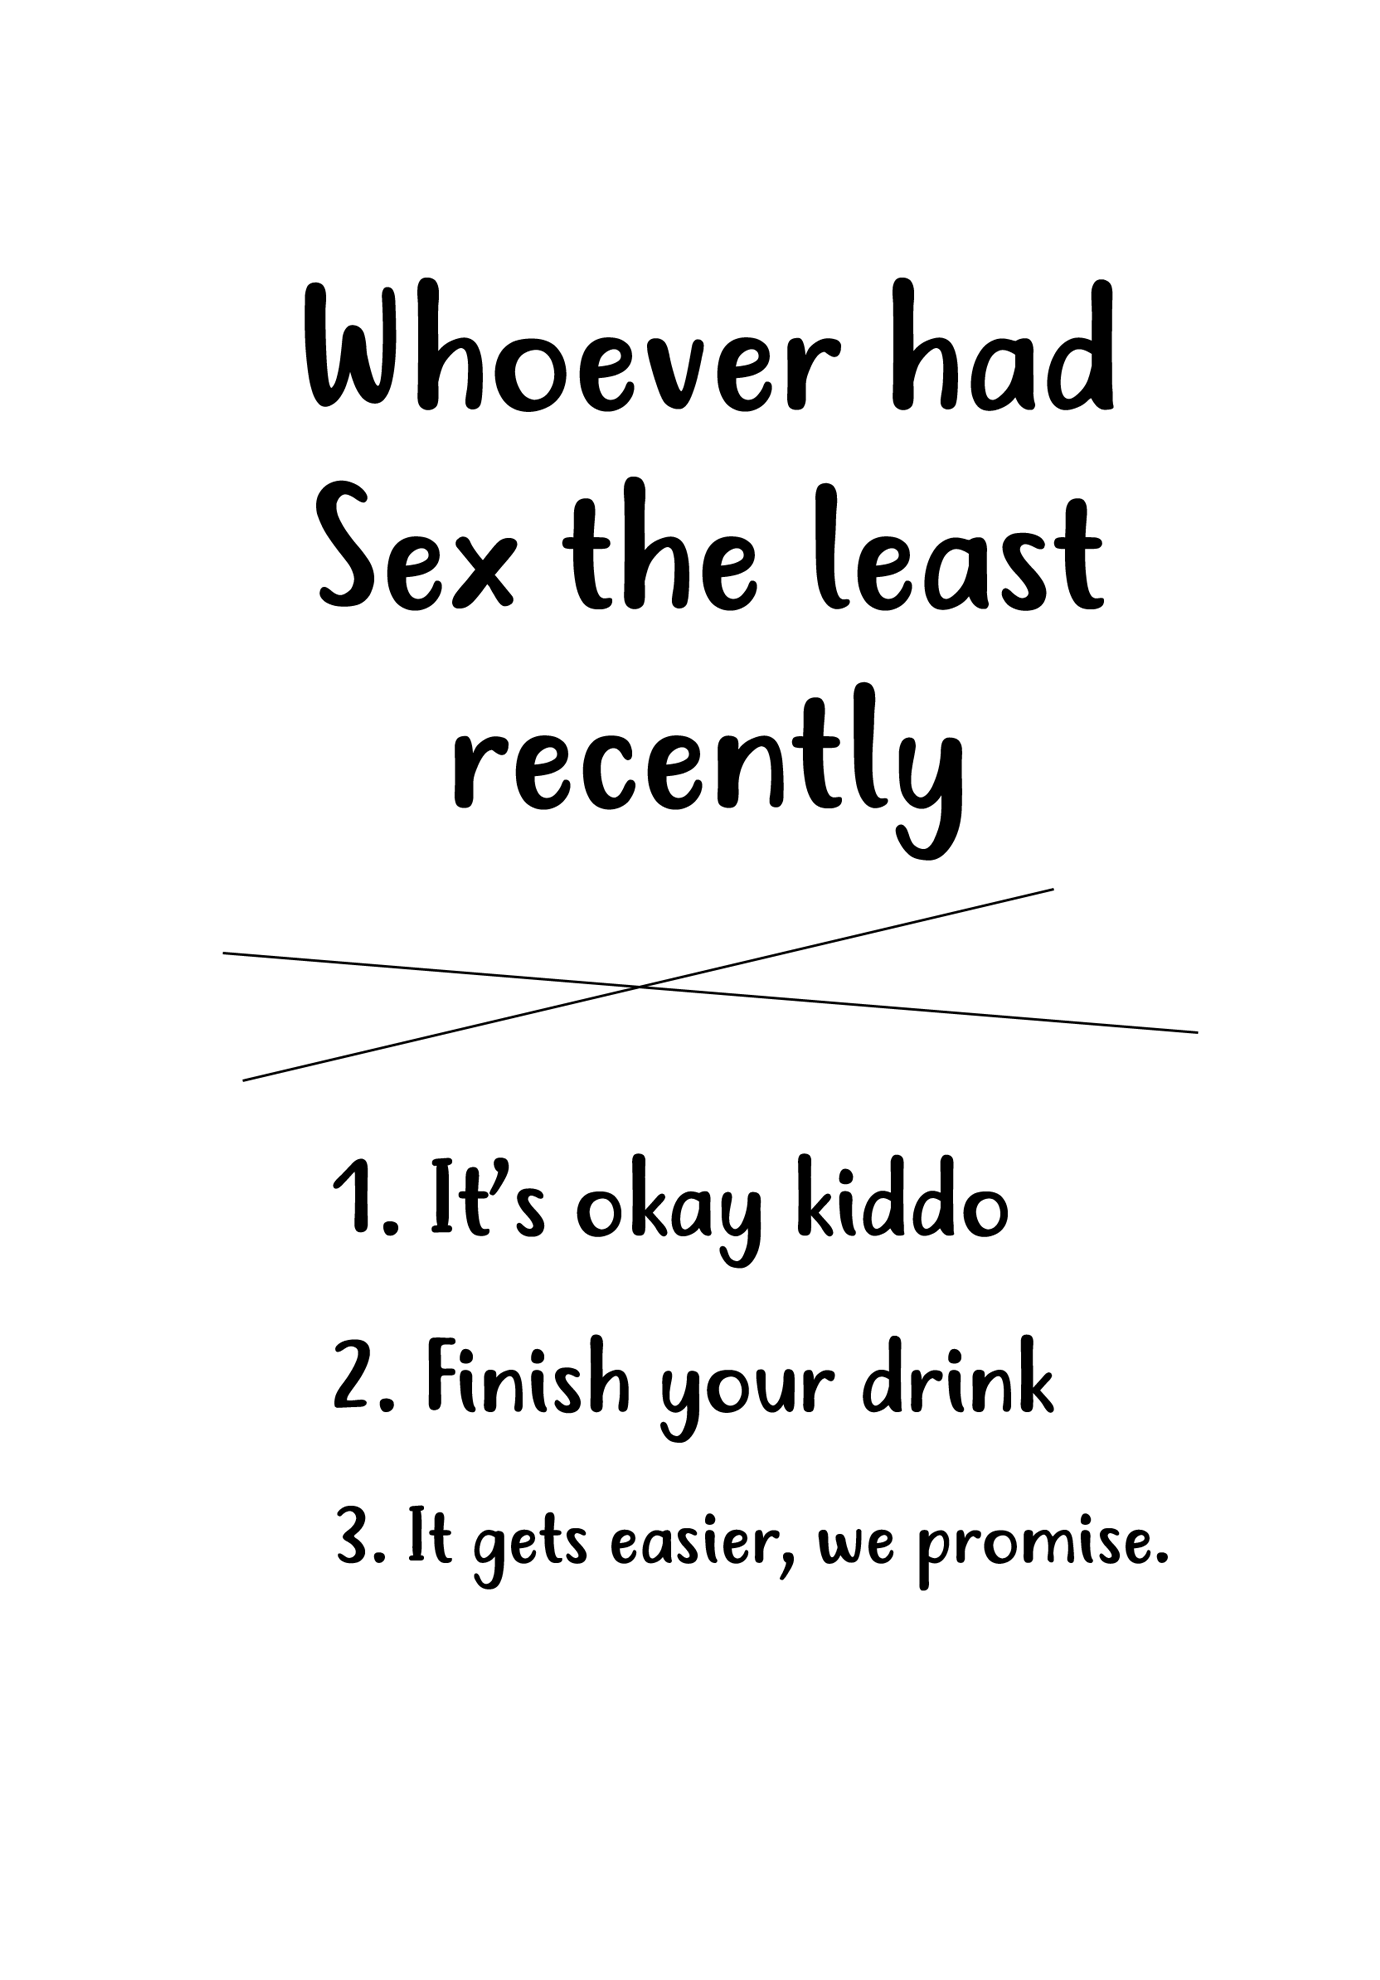 Whoever had
Sex the least
recently
1. It’s okay kiddo
2. Finish your drink
3. It gets easier, we promise.